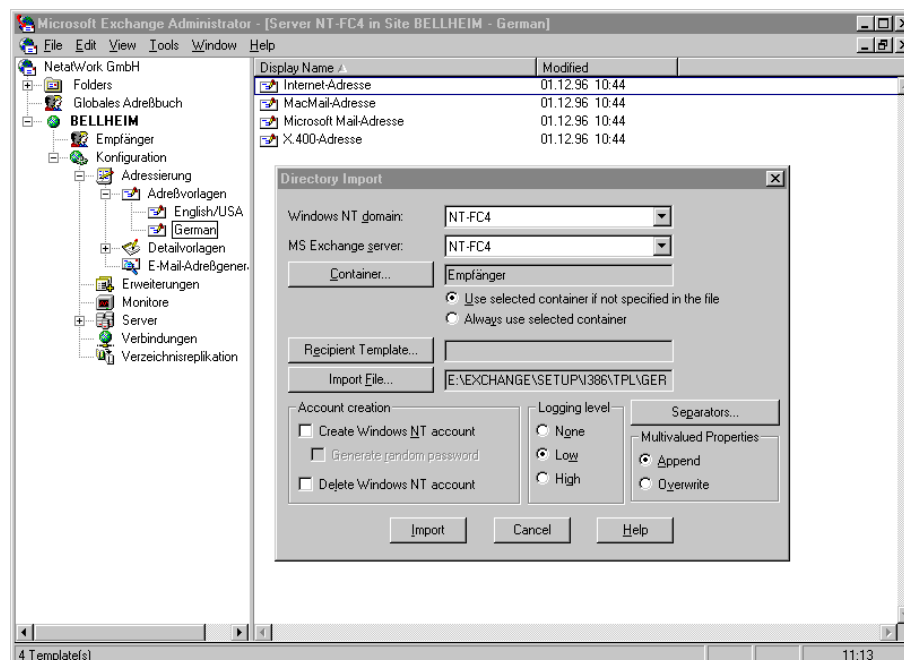 Microsoft Exchange Administrator - [Server NT-FC4 in Site BELLHEIM - German]
File Edit View Tools Window Help
NetatWork GmbH
Folders
Globales Adreßbuch
BELLHEIM
Empfänger
Konfiguration
Adressierung
Adreßvorlagen
English/USA
German
Detailvorlagen
E-Mail-Adreßgener
Erweiterungen
Monitore
Server
Verbindungen
Verzeichnisreplikation
Display Name Modified
Internet-Adresse 01.12.96 10:44
MacMail-Adresse 01.12.96 10:44
Microsoft Mail-Adresse 01.12.96 10:44
X.400-Adresse 01.12.96 10:44
Directory Import
Windows NT domain: NT-FC4
MS Exchange server: NT-FC4
Container... Empfänger
Use selected container if not specified in the file
Always use selected container
Recipient Template...
Import File... E:\EXCHANGE\SETUP\I386\TPL\GER
Account creation
Create Windows NT account
Generate random password
Delete Windows NT account
Logging level
None
Low
High
Separators...
Multivalued Properties
Append
Overwrite
Import Cancel Help
4 Template(s) 11:13